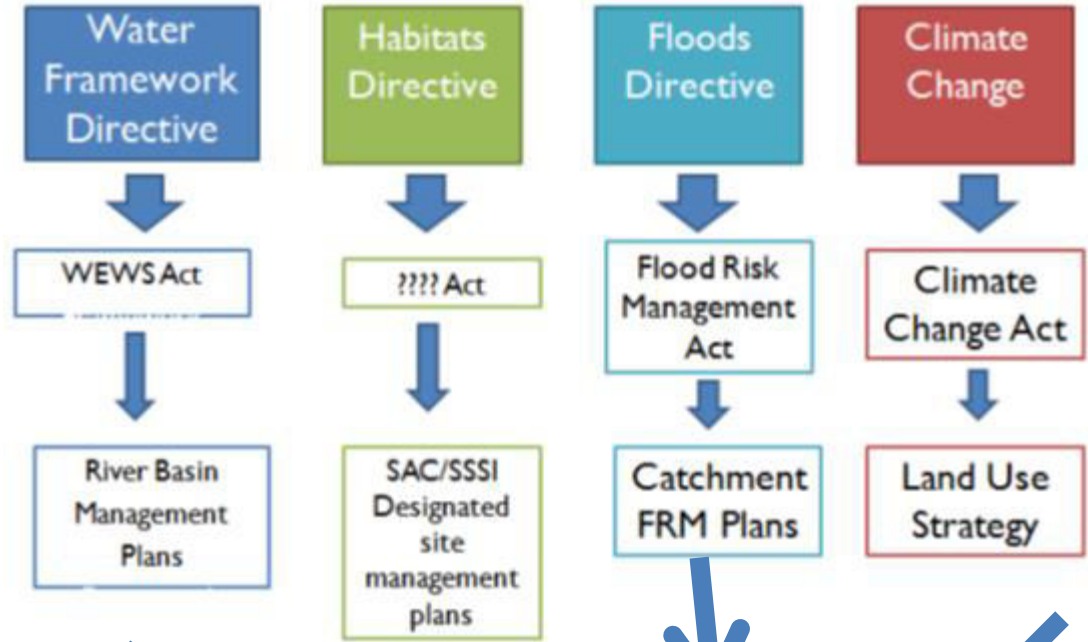 Water
Framework
Directive
Habitats
Directive
Floods
Directive
Climate
Change
WEWS Act
???? Act
Flood Risk
Management
Act
Climate
Change Act
River Basin
Management
Plans
SAC/SSSI
Designated
site
management
plans
Catchment
FRM Plans
Land Use
Strategy